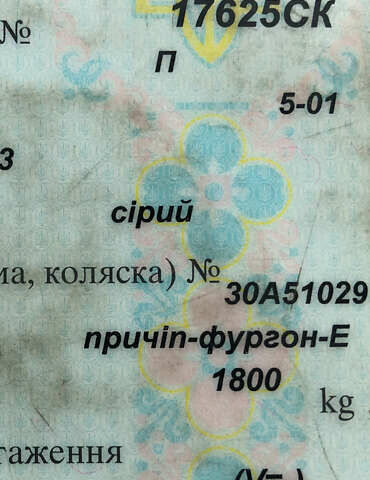 17625СК
№
П
5-01
3
сірий
ма, коляска) №
30А51029
причіп-фургон-Е
1800
kg
таження
(V=.)